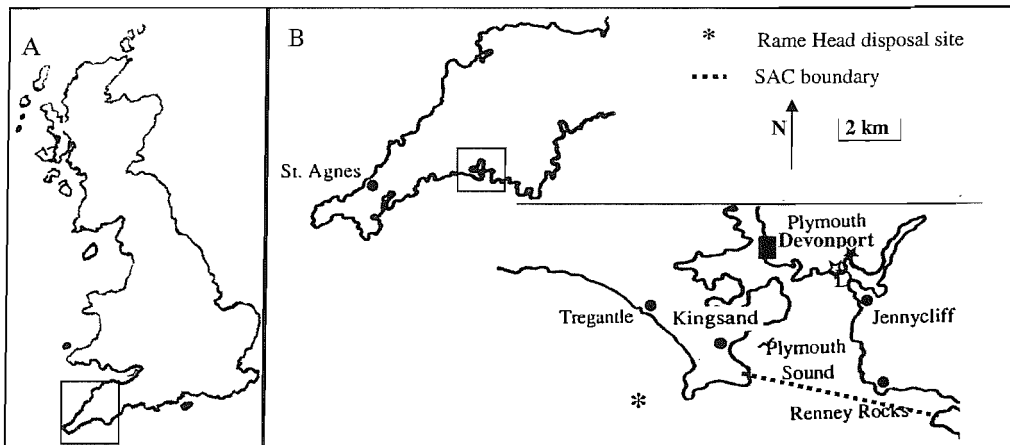 A
B
* Rame Head disposal site
SAC boundary
N
2 km
St. Agnes
Plymouth
Devonport
Tregantle
Kingsand
Jennycliff
Plymouth
Sound
Renney Rocks